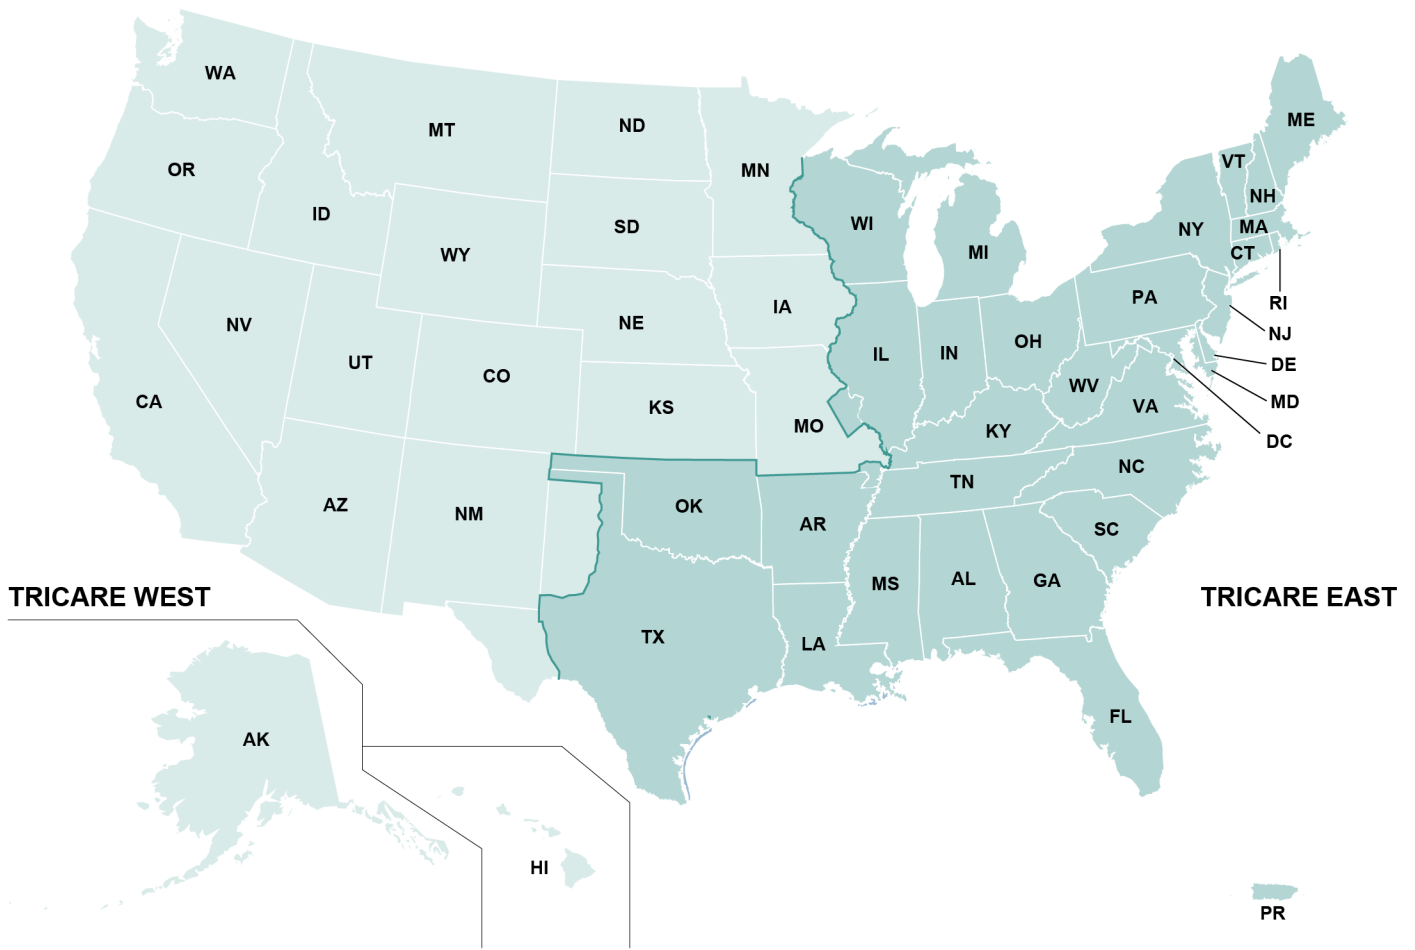 WA
ME
MT
ND
VT
OR
MN
NH
ID
SD
WI
NY
MA
WY
MI
CT
PA
RI
IA
NV
NE
NJ
OH
IL
IN
UT
DE
CO
WV
CA
KS
VA
MD
MO
KY
DC
NC
TN
AZ
NM
OK
AR
SC
MS
AL
GA
TRICARE WEST
TRICARE EAST
TX
LA
FL
AK
HI
PR